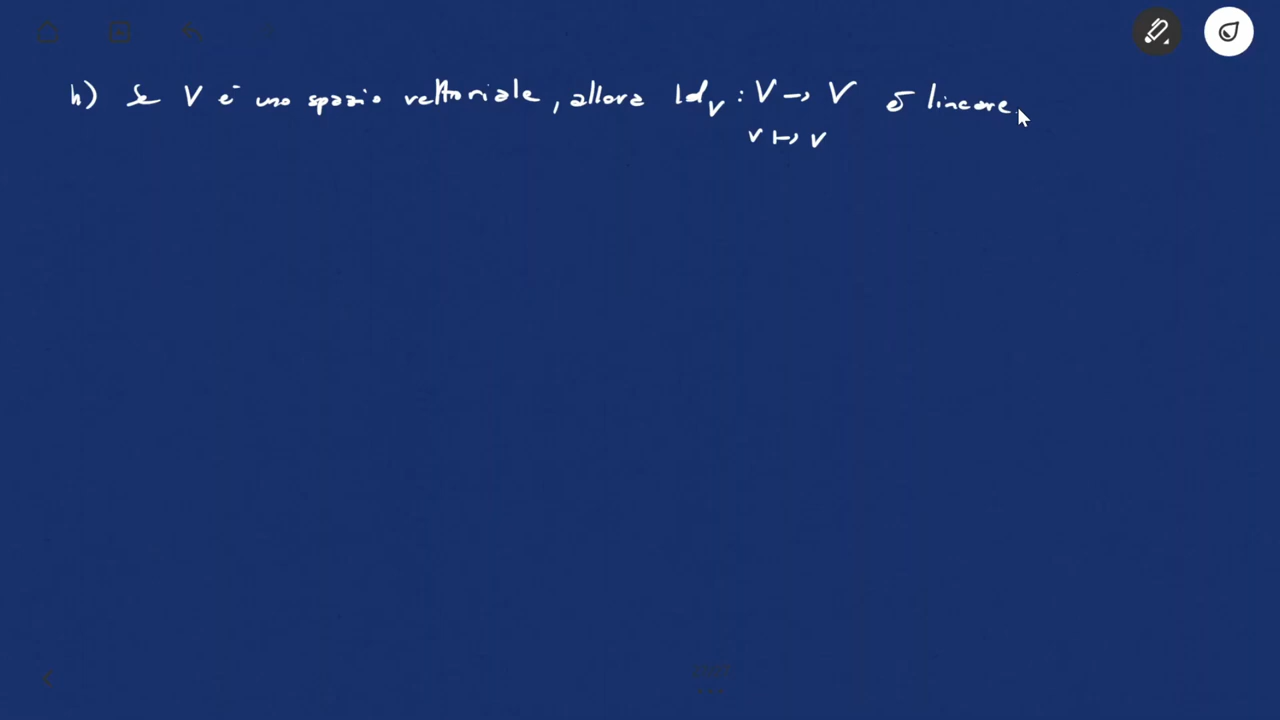 h) Se V è uno spazio vettoriale, allora Id_V : V → V è lineare.
v ↦ v